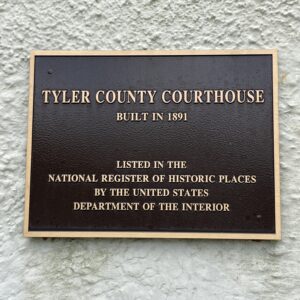 TYLER COUNTY COURTHOUSE
BUILT IN 1891
LISTED IN THE
NATIONAL REGISTER OF HISTORIC PLACES
BY THE UNITED STATES
DEPARTMENT OF THE INTERIOR